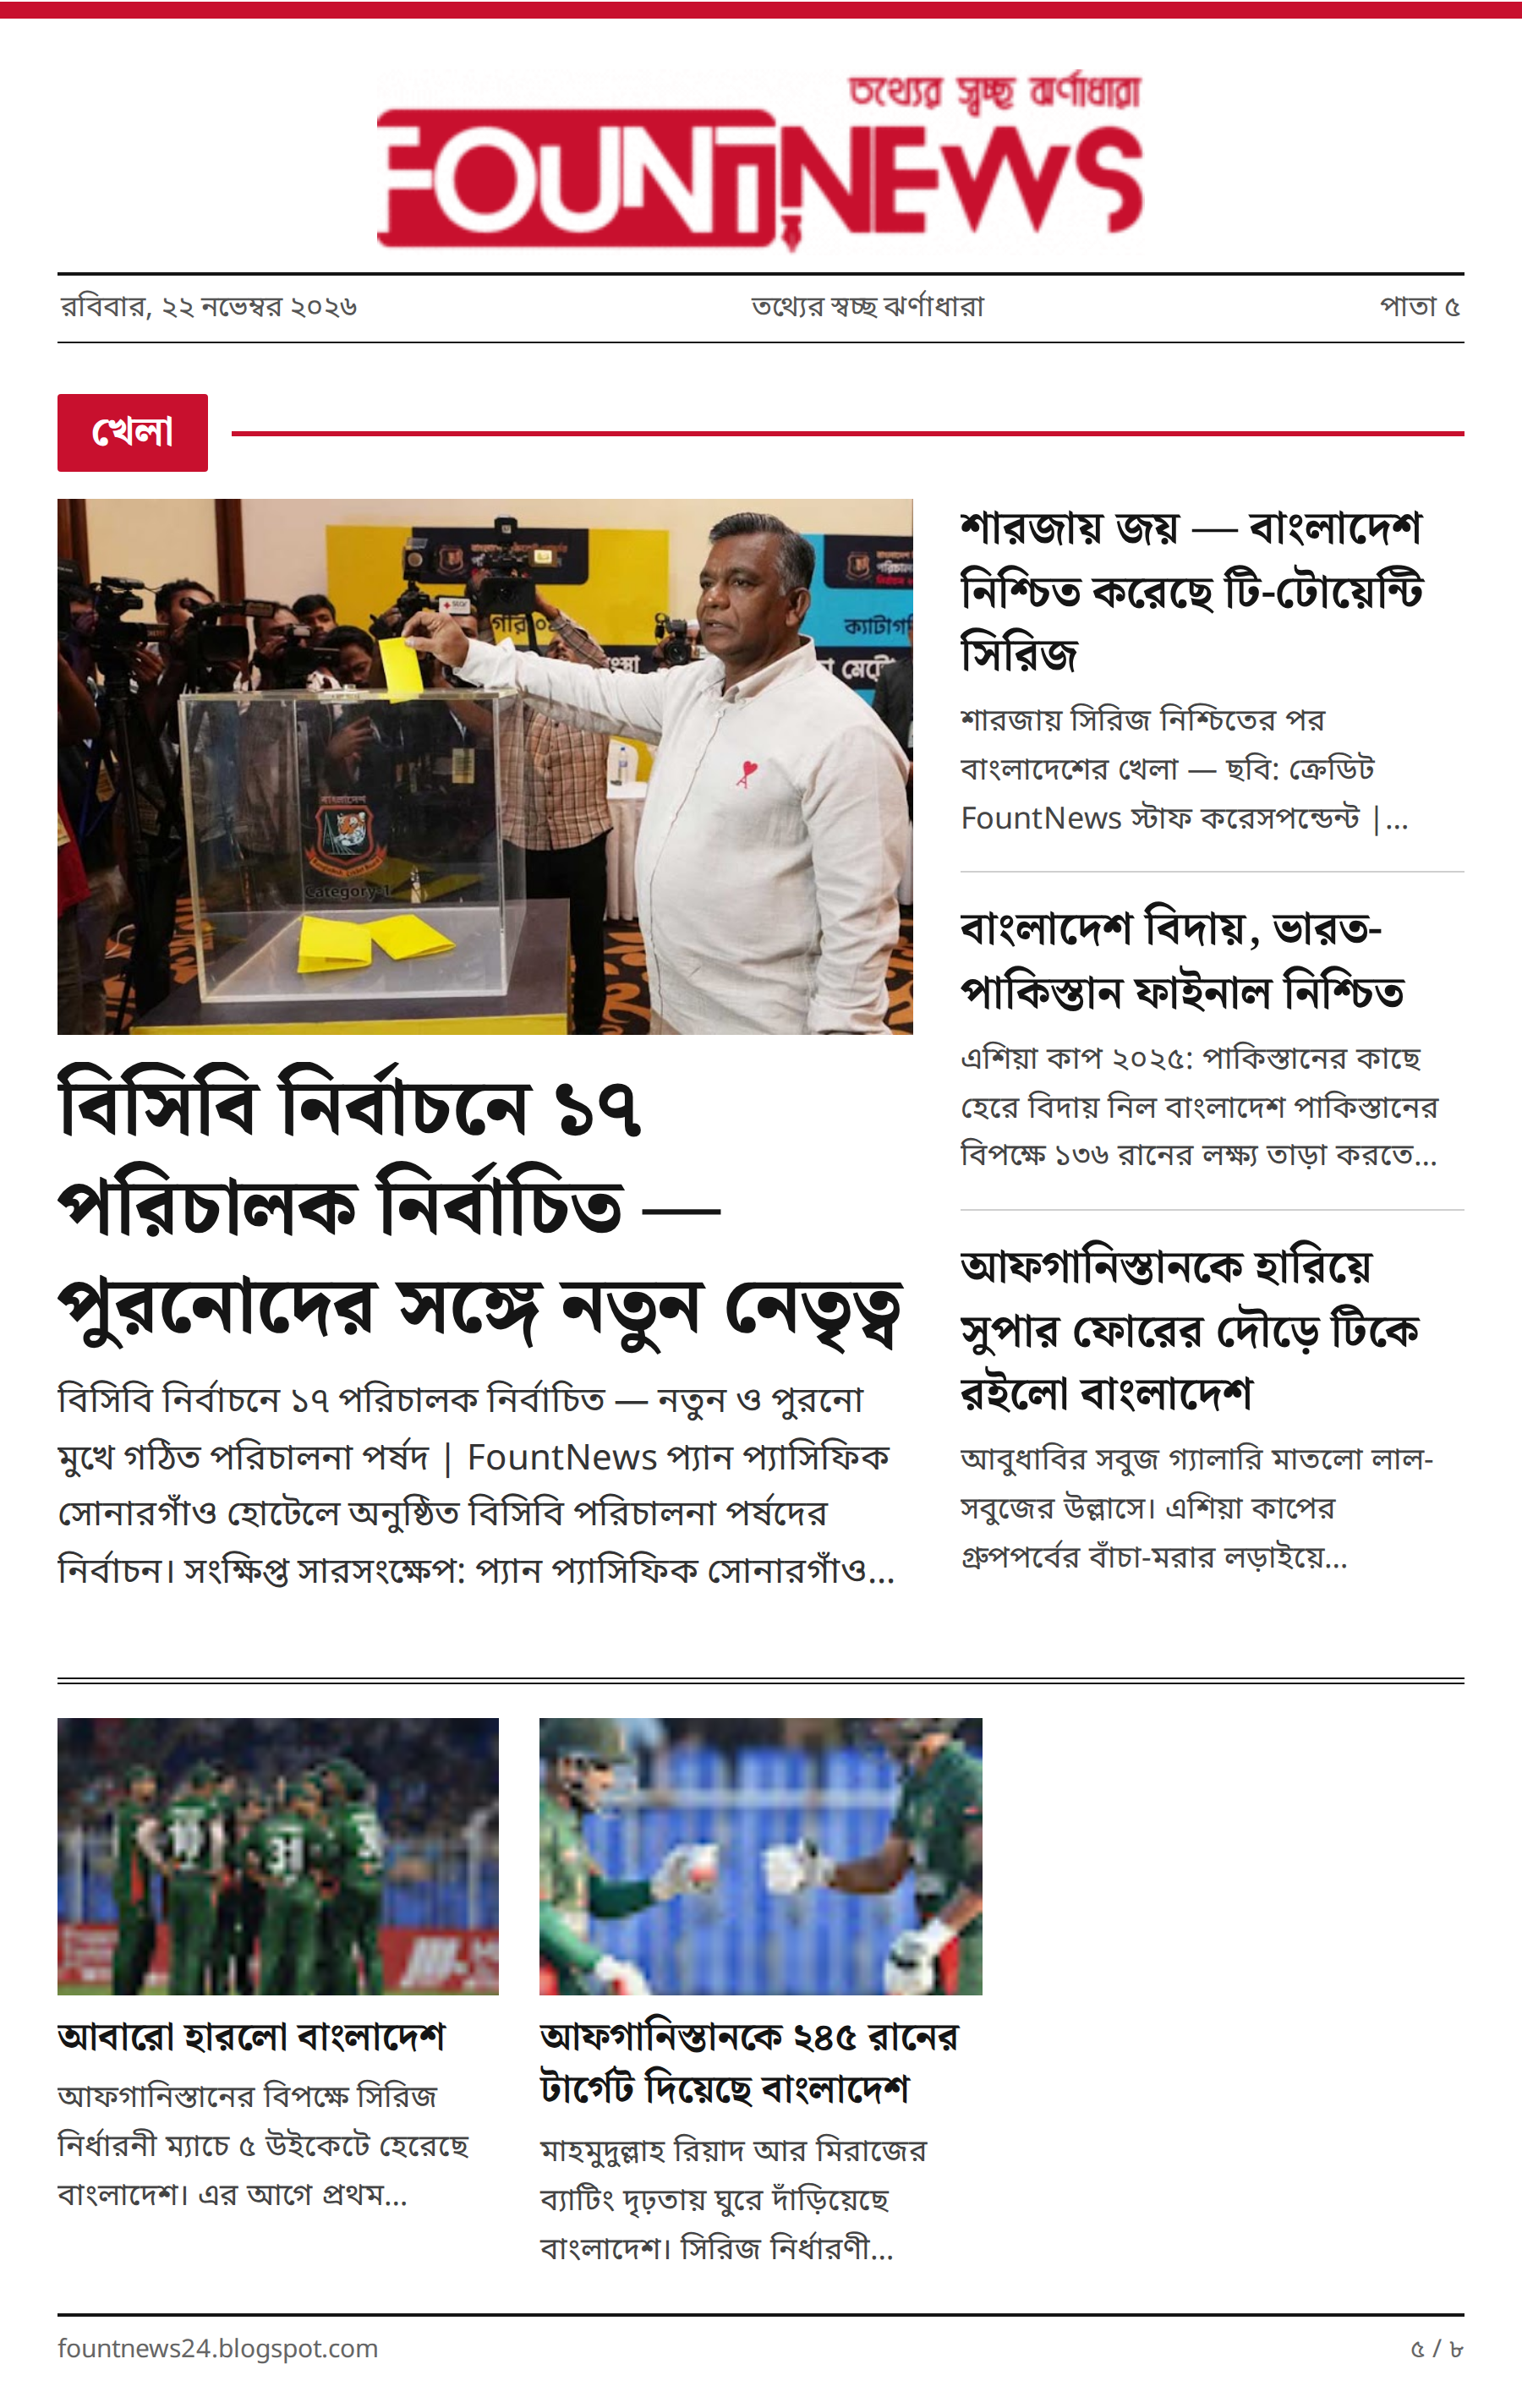 তথ্যের স্বচ্ছ ঝর্ণাধারা
FOUNTNEWS
রবিবার, ২২ নভেম্বর ২০২৬
তথ্যের স্বচ্ছ ঝর্ণাধারা
পাতা ৫
খেলা
Category-1
বিসিবি নির্বাচনে ১৭
পরিচালক নির্বাচিত —
পুরনোদের সঙ্গে নতুন নেতৃত্ব
বিসিবি নির্বাচনে ১৭ পরিচালক নির্বাচিত — নতুন ও পুরনো
মুখে গঠিত পরিচালনা পর্ষদ | FountNews প্যান প্যাসিফিক
সোনারগাঁও হোটেলে অনুষ্ঠিত বিসিবি পরিচালনা পর্ষদের
নির্বাচন। সংক্ষিপ্ত সারসংক্ষেপ: প্যান প্যাসিফিক সোনারগাঁও...
শারজায় জয় — বাংলাদেশ
নিশ্চিত করেছে টি-টোয়েন্টি
সিরিজ
শারজায় সিরিজ নিশ্চিতের পর
বাংলাদেশের খেলা — ছবি: ক্রেডিট
FountNews স্টাফ করেসপন্ডেন্ট |...
বাংলাদেশ বিদায়, ভারত-
পাকিস্তান ফাইনাল নিশ্চিত
এশিয়া কাপ ২০২৫: পাকিস্তানের কাছে
হেরে বিদায় নিল বাংলাদেশ পাকিস্তানের
বিপক্ষে ১৩৬ রানের লক্ষ্য তাড়া করতে...
আফগানিস্তানকে হারিয়ে
সুপার ফোরের দৌড়ে টিকে
রইলো বাংলাদেশ
আবুধাবির সবুজ গ্যালারি মাতলো লাল-
সবুজের উল্লাসে। এশিয়া কাপের
গ্রুপপর্বের বাঁচা-মরার লড়াইয়ে...
আবারো হারলো বাংলাদেশ
আফগানিস্তানের বিপক্ষে সিরিজ
নির্ধারনী ম্যাচে ৫ উইকেটে হেরেছে
বাংলাদেশ। এর আগে প্রথম...
আফগানিস্তানকে ২৪৫ রানের
টার্গেট দিয়েছে বাংলাদেশ
মাহমুদুল্লাহ রিয়াদ আর মিরাজের
ব্যাটিং দৃঢ়তায় ঘুরে দাঁড়িয়েছে
বাংলাদেশ। সিরিজ নির্ধারণী...
fountnews24.blogspot.com
৫ / ৮